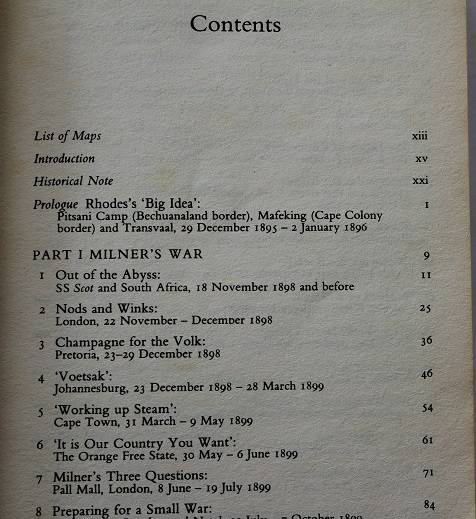 Contents
List of Maps xiii
Introduction xv
Historical Note xxi
Prologue Rhodes's 'Big Idea': 1
Pitsani Camp (Bechuanaland border), Mafeking (Cape Colony
border) and Transvaal, 29 December 1895 – 2 January 1896
PART I MILNER'S WAR 9
1 Out of the Abyss: 11
SS Scot and South Africa, 18 November 1898 and before
2 Nods and Winks: 25
London, 22 November – December 1898
3 Champagne for the Volk: 36
Pretoria, 23–29 December 1898
4 'Voetsak': 46
Johannesburg, 23 December 1898 – 28 March 1899
5 'Working up Steam': 54
Cape Town, 31 March – 9 May 1899
6 'It is Our Country You Want': 61
The Orange Free State, 30 May – 6 June 1899
7 Milner's Three Questions: 71
Pall Mall, London, 8 June – 19 July 1899
8 Preparing for a Small War: 84
October 1899